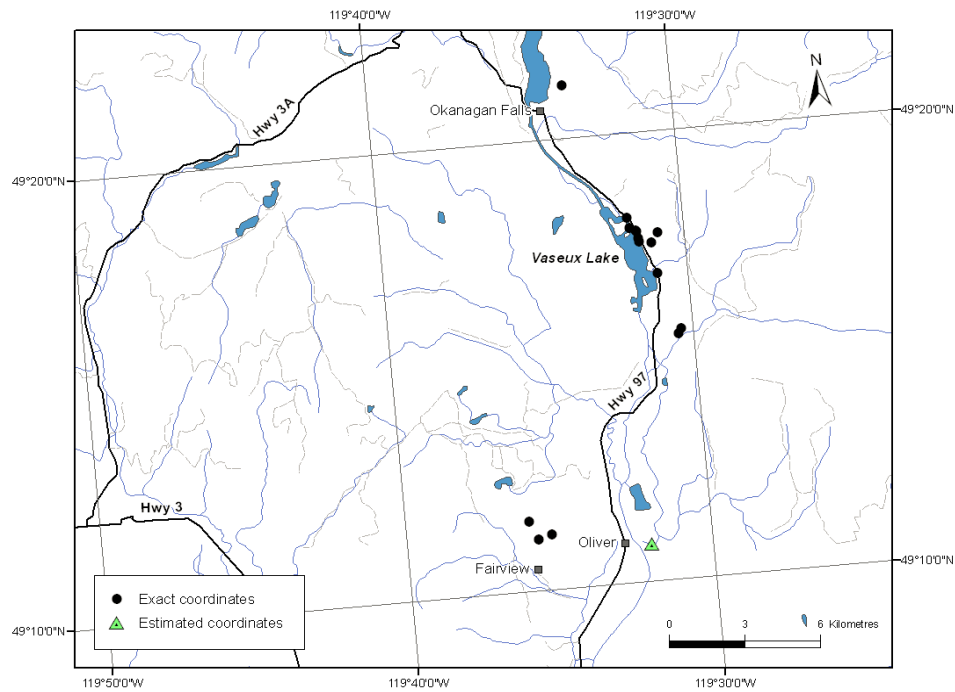 119°40'0"W
119°30'0"W
N
Hwy 3A
Okanagan Falls
49°20'0"N
49°20'0"N
Vaseux Lake
Hwy 97
Hwy 3
Oliver
49°10'0"N
Fairview
Exact coordinates
Estimated coordinates
0 3 6 Kilometres
49°10'0"N
119°50'0"W
119°40'0"W
119°30'0"W